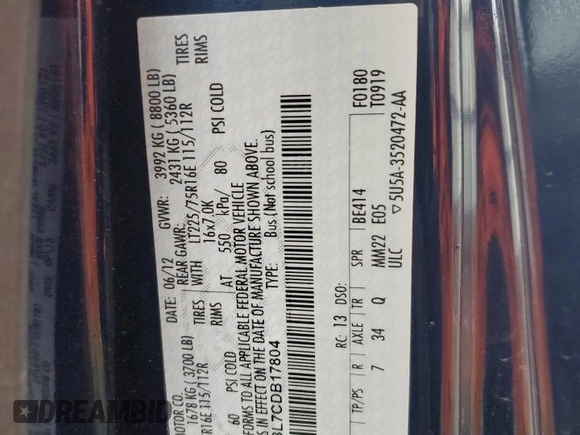 MOTOR CO. DATE: 06/12 GVWR: 3992 KG ( 8800 LB)
1678 KG ( 3700 LB) REAR GAWR: 2431 KG ( 5360 LB)
R16E 115/112R WITH LT225/75R16E 115/112R TIRES
TIRES RIMS 16x7.0K RIMS
60 PSI COLD AT 550 kPa/ 80 PSI COLD
APPLICABLE FEDERAL MOTOR VEHICLE
IN EFFECT ON THE DATE OF MANUFACTURE SHOWN ABOVE.
BL7CDB17804 TYPE: Bus (Not school bus)
F0180
T0919
RC: 13 DSO:
TP/PS R AXLE TR SPR BE414
7 34 Q MM22 E05
ULC ▽5U5A-3520472-AA
DREAMBID